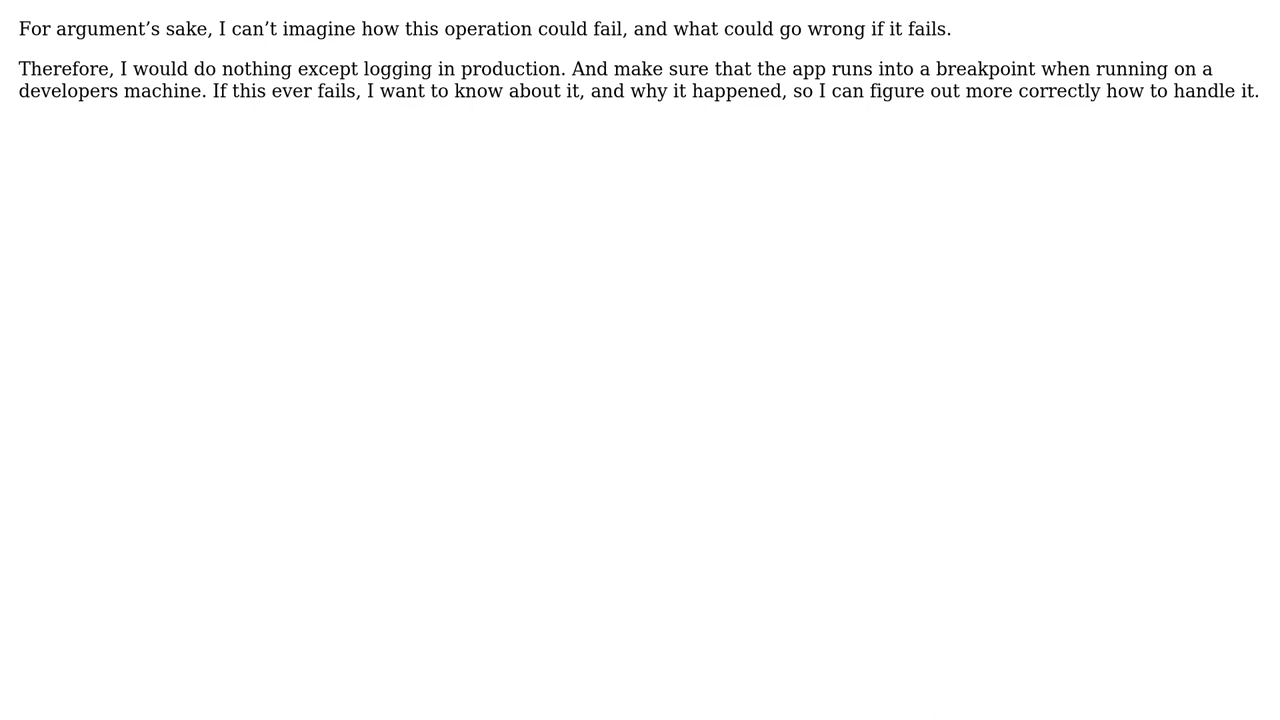 For argument’s sake, I can’t imagine how this operation could fail, and what could go wrong if it fails.
Therefore, I would do nothing except logging in production. And make sure that the app runs into a breakpoint when running on a
developers machine. If this ever fails, I want to know about it, and why it happened, so I can figure out more correctly how to handle it.